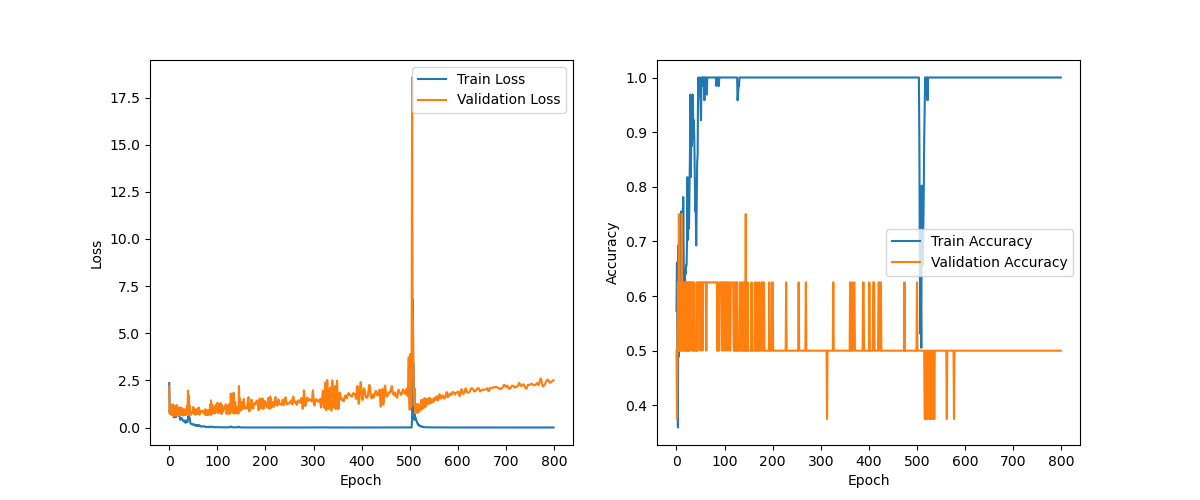 Train Loss
Validation Loss
17.5
15.0
12.5
10.0
7.5
5.0
2.5
0.0
Loss
0 100 200 300 400 500 600 700 800
Epoch
1.0
0.9
0.8
0.7
0.6
0.5
0.4
Accuracy
Train Accuracy
Validation Accuracy
0 100 200 300 400 500 600 700 800
Epoch